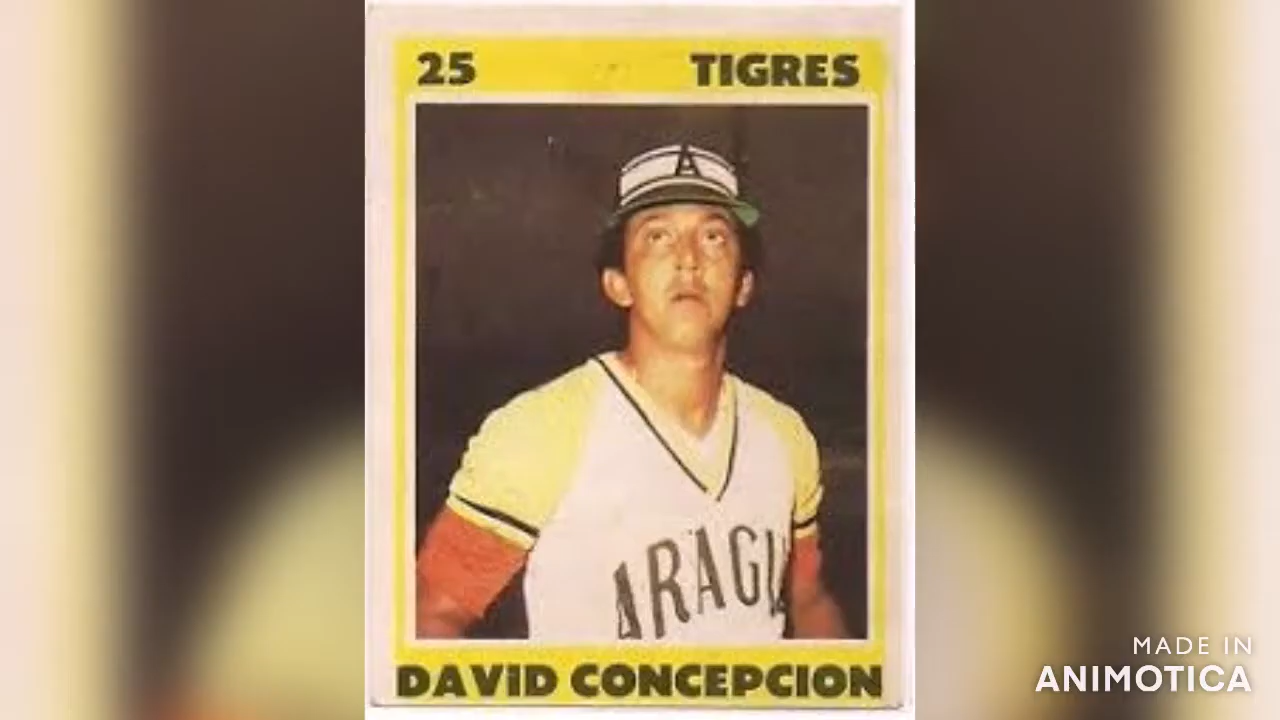 25 TIGRES
A
ARAGU
DAVID CONCEPCION
MADE IN
ANIMOTICA